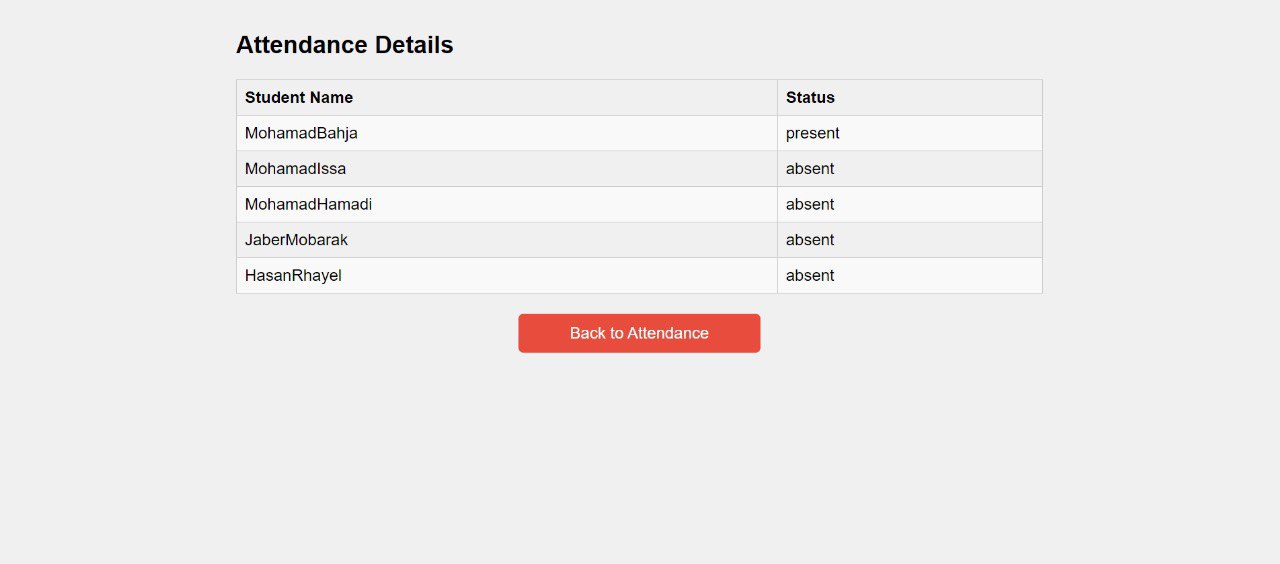 Attendance Details
Student Name Status
MohamadBahja present
MohamadIssa absent
MohamadHamadi absent
JaberMobarak absent
HasanRhayel absent
Back to Attendance